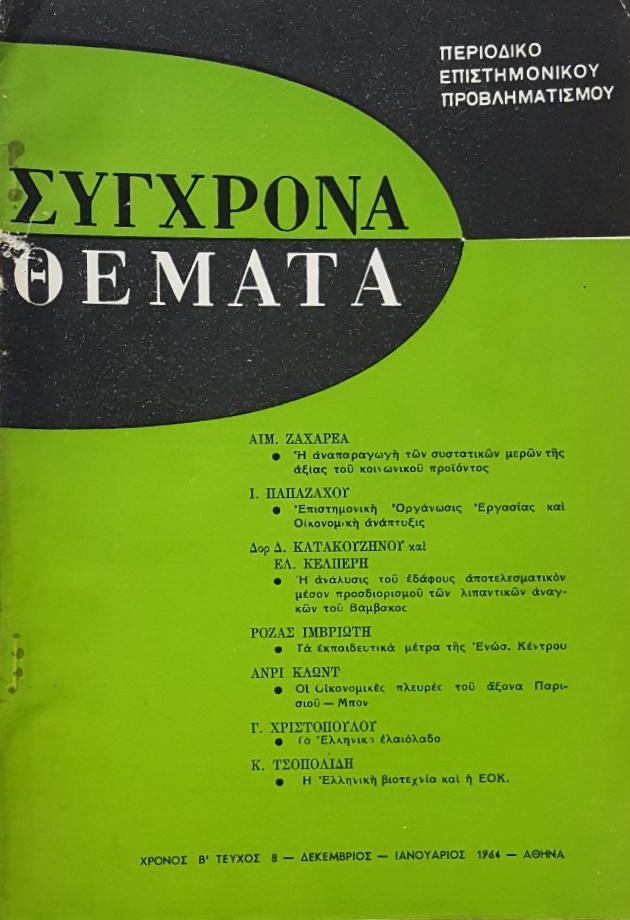 ΠΕΡΙΟΔΙΚΟ
ΕΠΙΣΤΗΜΟΝΙΚΟΥ
ΠΡΟΒΛΗΜΑΤΙΣΜΟΥ
ΣΥΓΧΡΟΝΑ
ΘΕΜΑΤΑ
ΑΙΜ. ΖΑΧΑΡΕΑ
● Ἡ ἀναπαραγωγὴ τῶν συστατικῶν μερῶν τῆς
ἀξίας τοῦ κοινωνικοῦ προϊόντος
Ι. ΠΑΠΑΖΑΧΟΥ
● Ἐπιστημονικὴ Ὀργάνωσις Ἐργασίας καὶ
Οἰκονομικὴ ἀνάπτυξις
Δορ Δ. ΚΑΤΑΚΟΥΖΗΝΟΥ καὶ
ΕΛ. ΚΕΛΠΕΡΗ
● Ἡ ἀνάλυσις τοῦ ἐδάφους ἀποτελεσματικὸν
μέσον προσδιορισμοῦ τῶν λιπαντικῶν ἀναγ-
κῶν τοῦ Βάμβακος
ΡΟΖΑΣ ΙΜΒΡΙΩΤΗ
● Τὰ ἐκπαιδευτικὰ μέτρα τῆς Ἑνώσ. Κέντρου
ΑΝΡΙ ΚΛΩΝΤ
● Οἱ Οἰκονομικὲς πλευρὲς τοῦ ἄξονα Παρι-
σιοῦ — Μπον
Γ. ΧΡΙΣΤΟΠΟΥΛΟΥ
● Τὸ Ἑλληνικὸ ἐλαιόλαδο
Κ. ΤΣΟΠΟΛΙΔΗ
● Ἡ Ἑλληνικὴ βιοτεχνία καὶ ἡ ΕΟΚ.
ΧΡΟΝΟΣ Β' ΤΕΥΧΟΣ 8 — ΔΕΚΕΜΒΡΙΟΣ — ΙΑΝΟΥΑΡΙΟΣ 1964 — ΑΘΗΝΑ